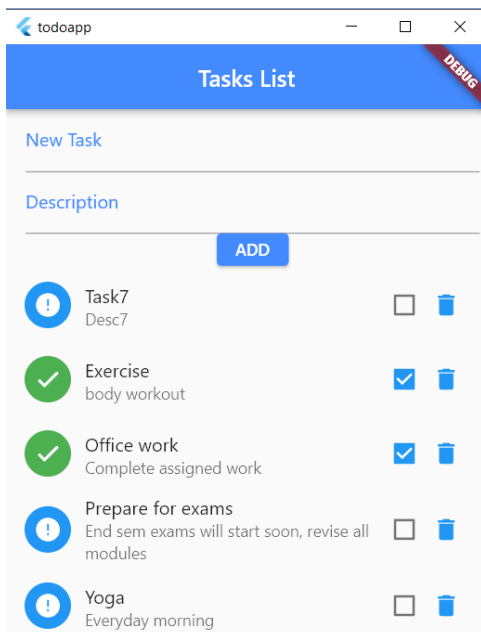 todoapp
Tasks List
DEBUG
New Task
Description
ADD
Task7
Desc7
Exercise
body workout
Office work
Complete assigned work
Prepare for exams
End sem exams will start soon, revise all
modules
Yoga
Everyday morning